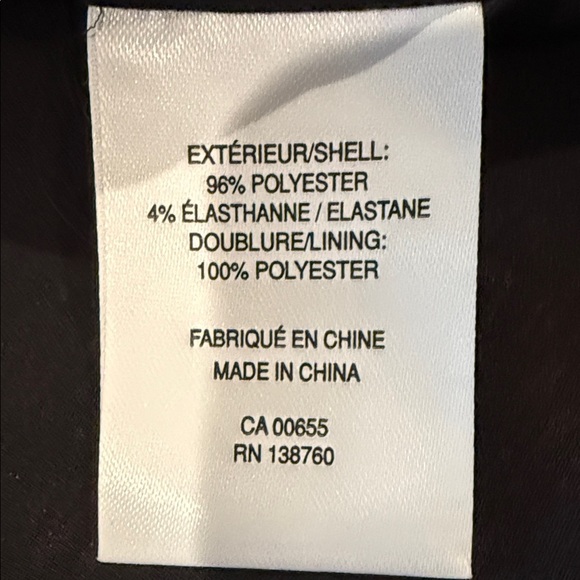 EXTÉRIEUR/SHELL:
96% POLYESTER
4% ÉLASTHANNE / ELASTANE
DOUBLURE/LINING:
100% POLYESTER
FABRIQUÉ EN CHINE
MADE IN CHINA
CA 00655
RN 138760